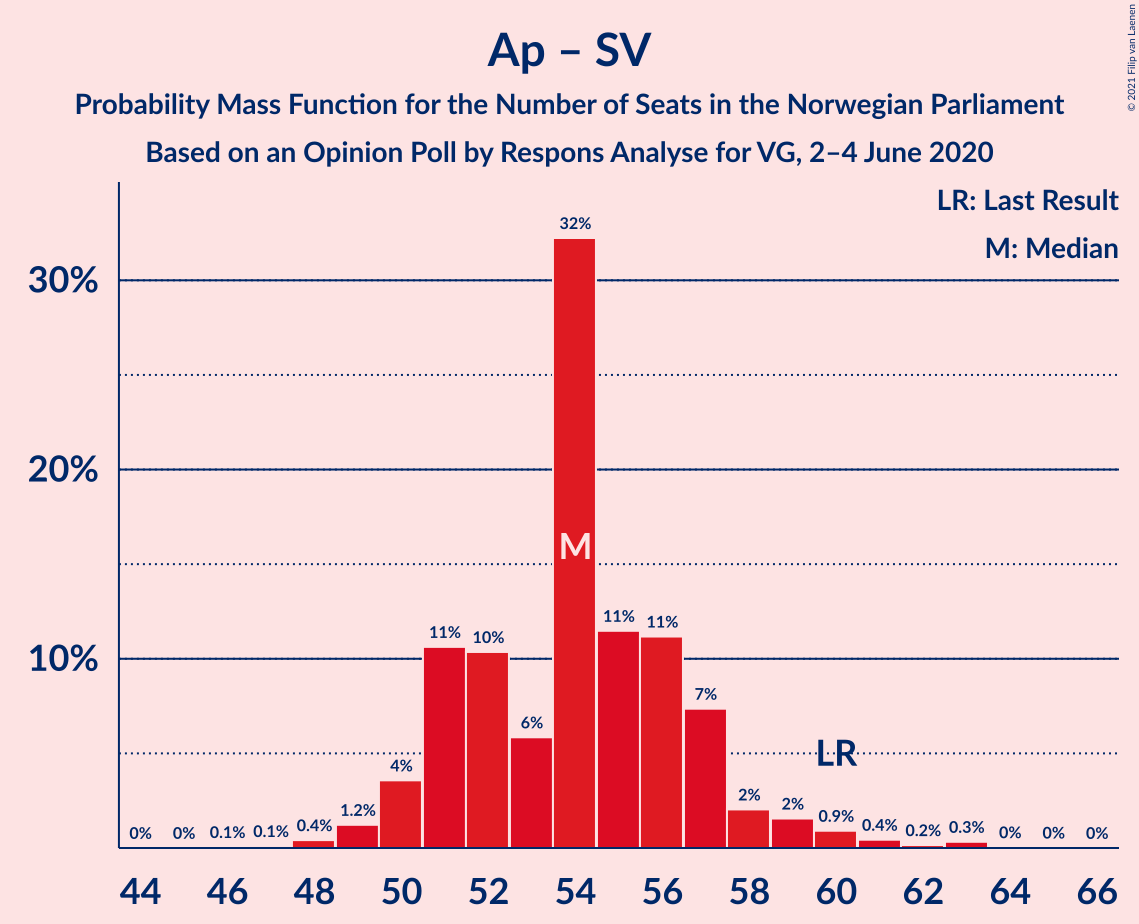 © 2021 Filip van Laenen
Ap – SV
Probability Mass Function for the Number of Seats in the Norwegian Parliament
Based on an Opinion Poll by Respons Analyse for VG, 2–4 June 2020
LR: Last Result
M: Median
30%
20%
10%
0% 0% 0.1% 0.1% 0.4% 1.2% 4% 11% 10% 6% 32% 11% 11% 7% 2% 2% 0.9% 0.4% 0.2% 0.3% 0% 0% 0%
M
LR
44 46 48 50 52 54 56 58 60 62 64 66